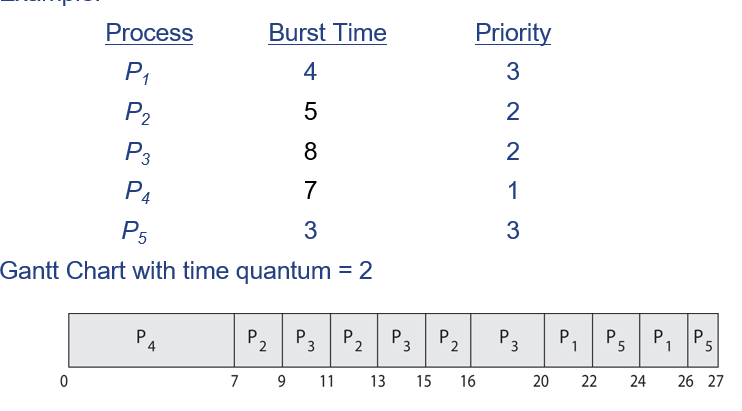 Example:
Process Burst Time Priority
P1 4 3
P2 5 2
P3 8 2
P4 7 1
P5 3 3
Gantt Chart with time quantum = 2
P4 P2 P3 P2 P3 P2 P3 P1 P5 P1 P5
0 7 9 11 13 15 16 20 22 24 26 27